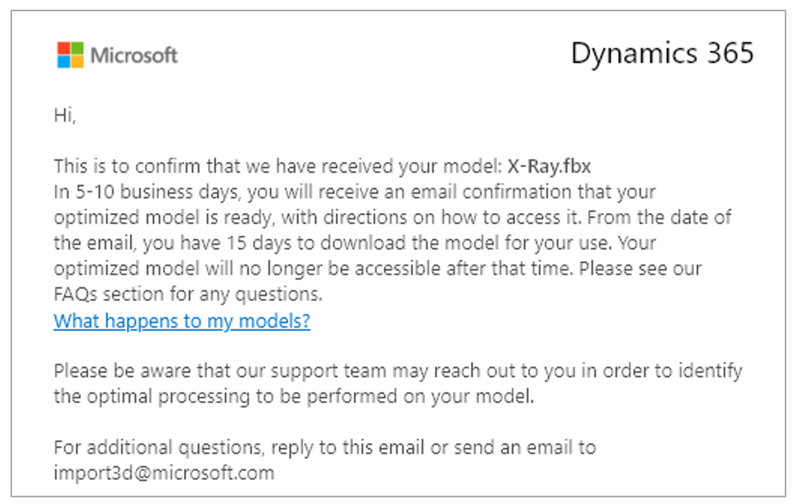 Microsoft
Dynamics 365
Hi,
This is to confirm that we have received your model: X-Ray.fbx
In 5-10 business days, you will receive an email confirmation that your
optimized model is ready, with directions on how to access it. From the date of
the email, you have 15 days to download the model for your use. Your
optimized model will no longer be accessible after that time. Please see our
FAQs section for any questions.
What happens to my models?
Please be aware that our support team may reach out to you in order to identify
the optimal processing to be performed on your model.
For additional questions, reply to this email or send an email to
import3d@microsoft.com